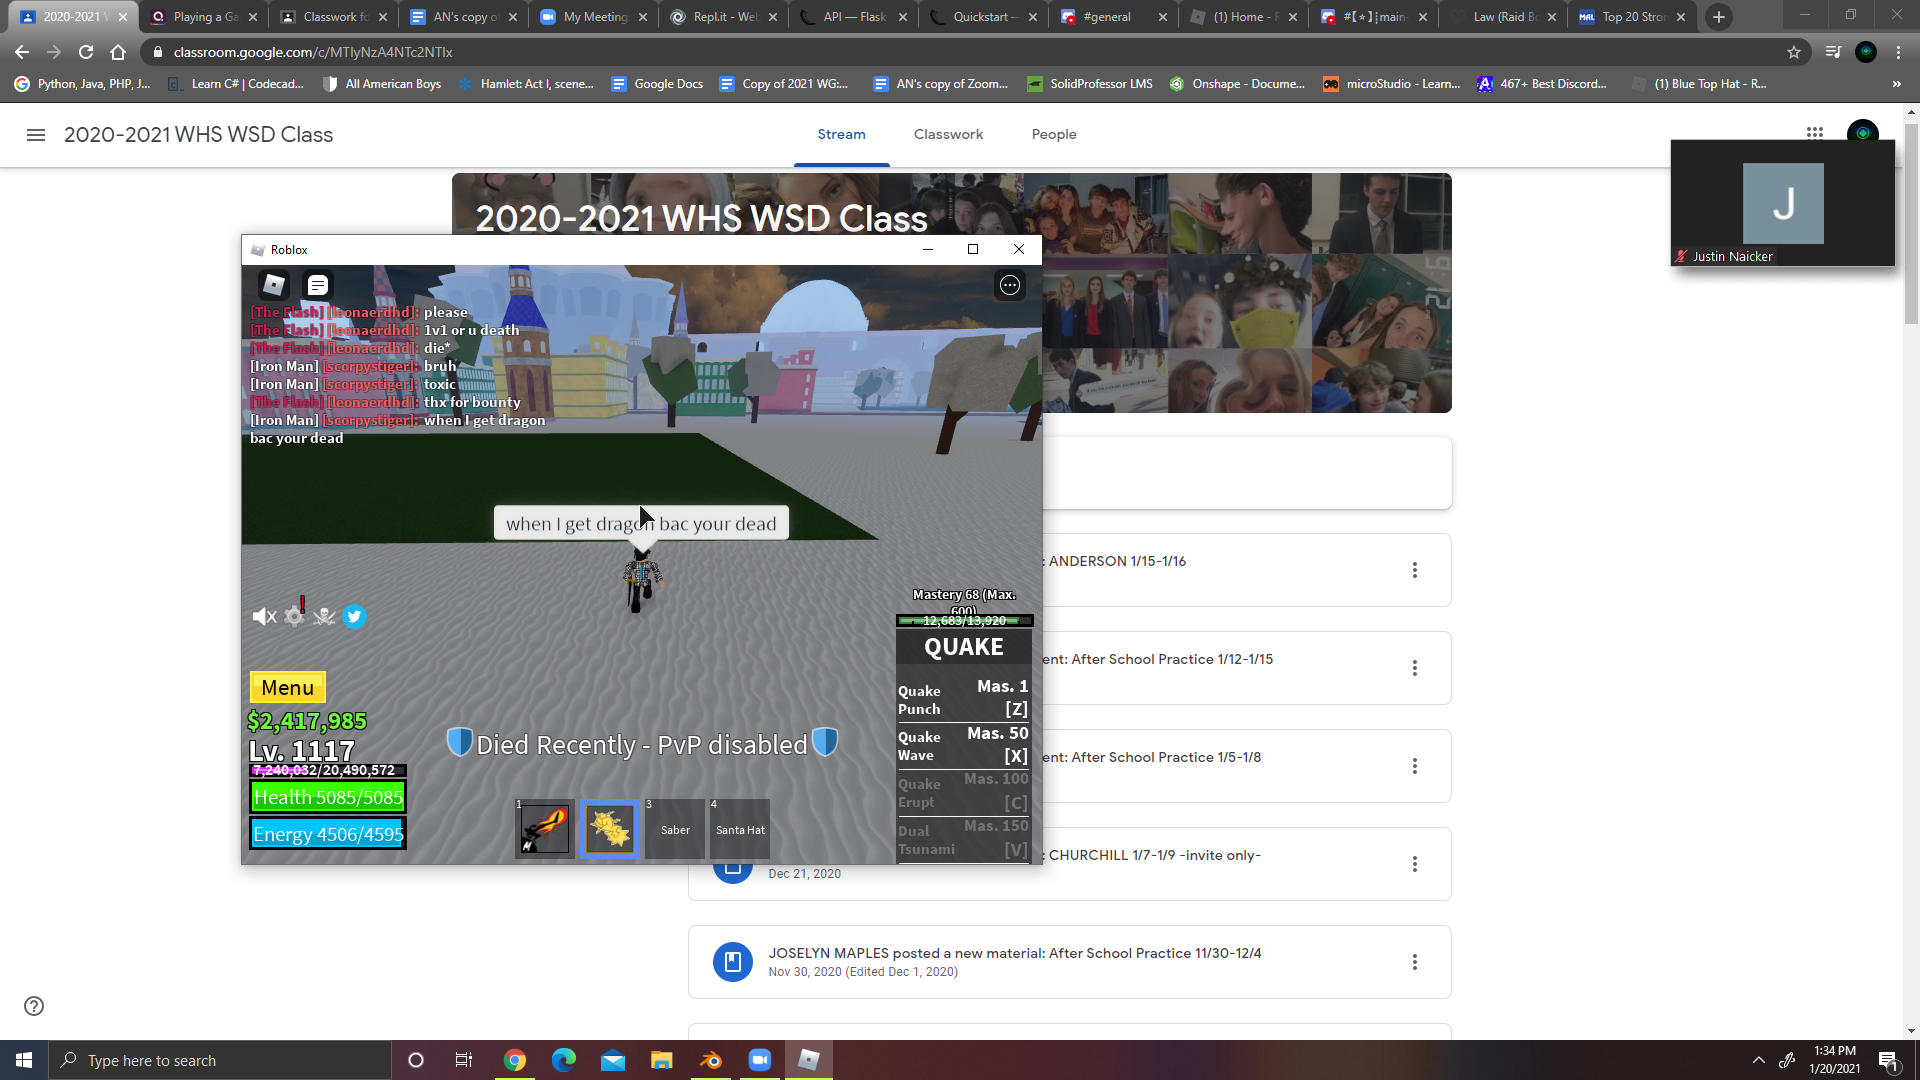 2020-2021
Playing a Ga
Classwork fo
AN's copy o
My Meeting
Repl.it - We
API — Flask
Quickstart —
#general
(1) Home - R
main-
Law (Raid B
Top 20 Stro
classroom.google.com/c/MTIyNzA4NTc2NTIx
Python, Java, PHP, J...
Learn C# | Codecad...
All American Boys
Hamlet: Act I, scene...
Google Docs
Copy of 2021 WG:...
AN's copy of Zoom...
SolidProfessor LMS
Onshape - Docume...
microStudio - Learn...
467+ Best Discord...
(1) Blue Top Hat - R...
»
2020-2021 WHS WSD Class
Stream
Classwork
People
2020-2021 WHS WSD Class
J
Justin Naicker
Roblox
[The Flash] [leonaerdhd]: please
[The Flash] [leonaerdhd]: 1v1 or u death
[The Flash] [leonaerdhd]: die*
[Iron Man] [scorpystiger]: bruh
[Iron Man] [scorpystiger]: toxic
[The Flash] [leonaerdhd]: thx for bounty
[Iron Man] [scorpystiger]: when I get dragon
bac your dead
when I get dragon bac your dead
Menu
$2,417,985
Lv. 1117
7,240,032/20,490,572
Health 5085/5085
Energy 4506/4595
Died Recently - PvP disabled
1
M
3
Saber
4
Santa Hat
Mastery 68 (Max.
600)
12,683/13,920
QUAKE
Quake Punch
Mas. 1
[Z]
Quake Wave
Mas. 50
[X]
Quake Erupt
Mas. 100
[C]
Dual Tsunami
Mas. 150
[V]
: ANDERSON 1/15-1/16
ent: After School Practice 1/12-1/15
ent: After School Practice 1/5-1/8
: CHURCHILL 1/7-1/9 -invite only-
Dec 21, 2020
JOSELYN MAPLES posted a new material: After School Practice 11/30-12/4
Nov 30, 2020 (Edited Dec 1, 2020)
Type here to search
1:34 PM
1/20/2021
1